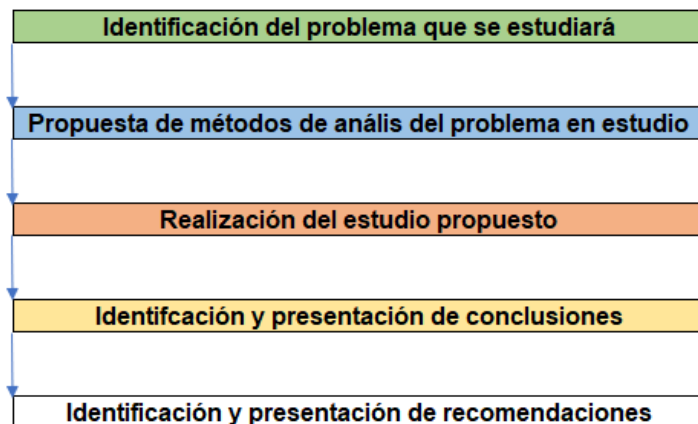 Identificación del problema que se estudiará
Propuesta de métodos de anális del problema en estudio
Realización del estudio propuesto
Identifcación y presentación de conclusiones
Identificación y presentación de recomendaciones